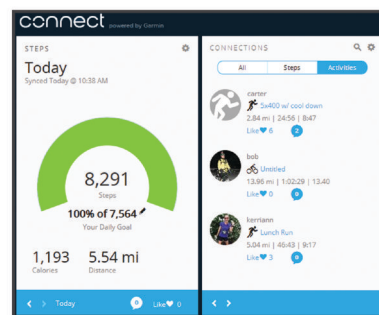 connect powered by Garmin
STEPS
Today
Synced Today @ 10:38 AM
8,291
Steps
100% of 7,564
Your Daily Goal
1,193
Calories
5.54 mi
Distance
Today
0
Like 0
CONNECTIONS
All
Steps
Activities
carter
5x400 w/ cool down
2.84 mi | 24:56 | 8:47
Like 6
2
bob
Untitled
13.96 mi | 1:02:29 | 13.40
Like 0
0
kerriann
Lunch Run
5.04 mi | 46:43 | 9:17
Like 3
0